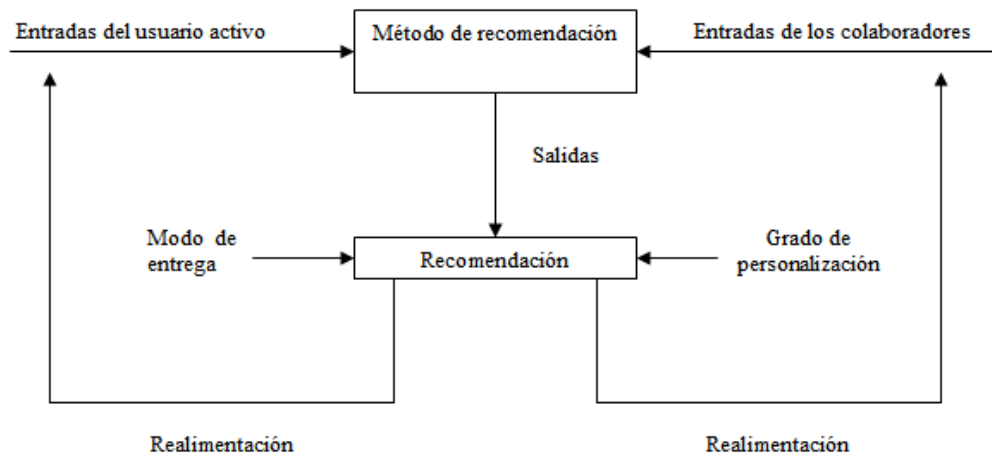 Entradas del usuario activo
Método de recomendación
Entradas de los colaboradores
Salidas
Modo de
entrega
Recomendación
Grado de
personalización
Realimentación
Realimentación